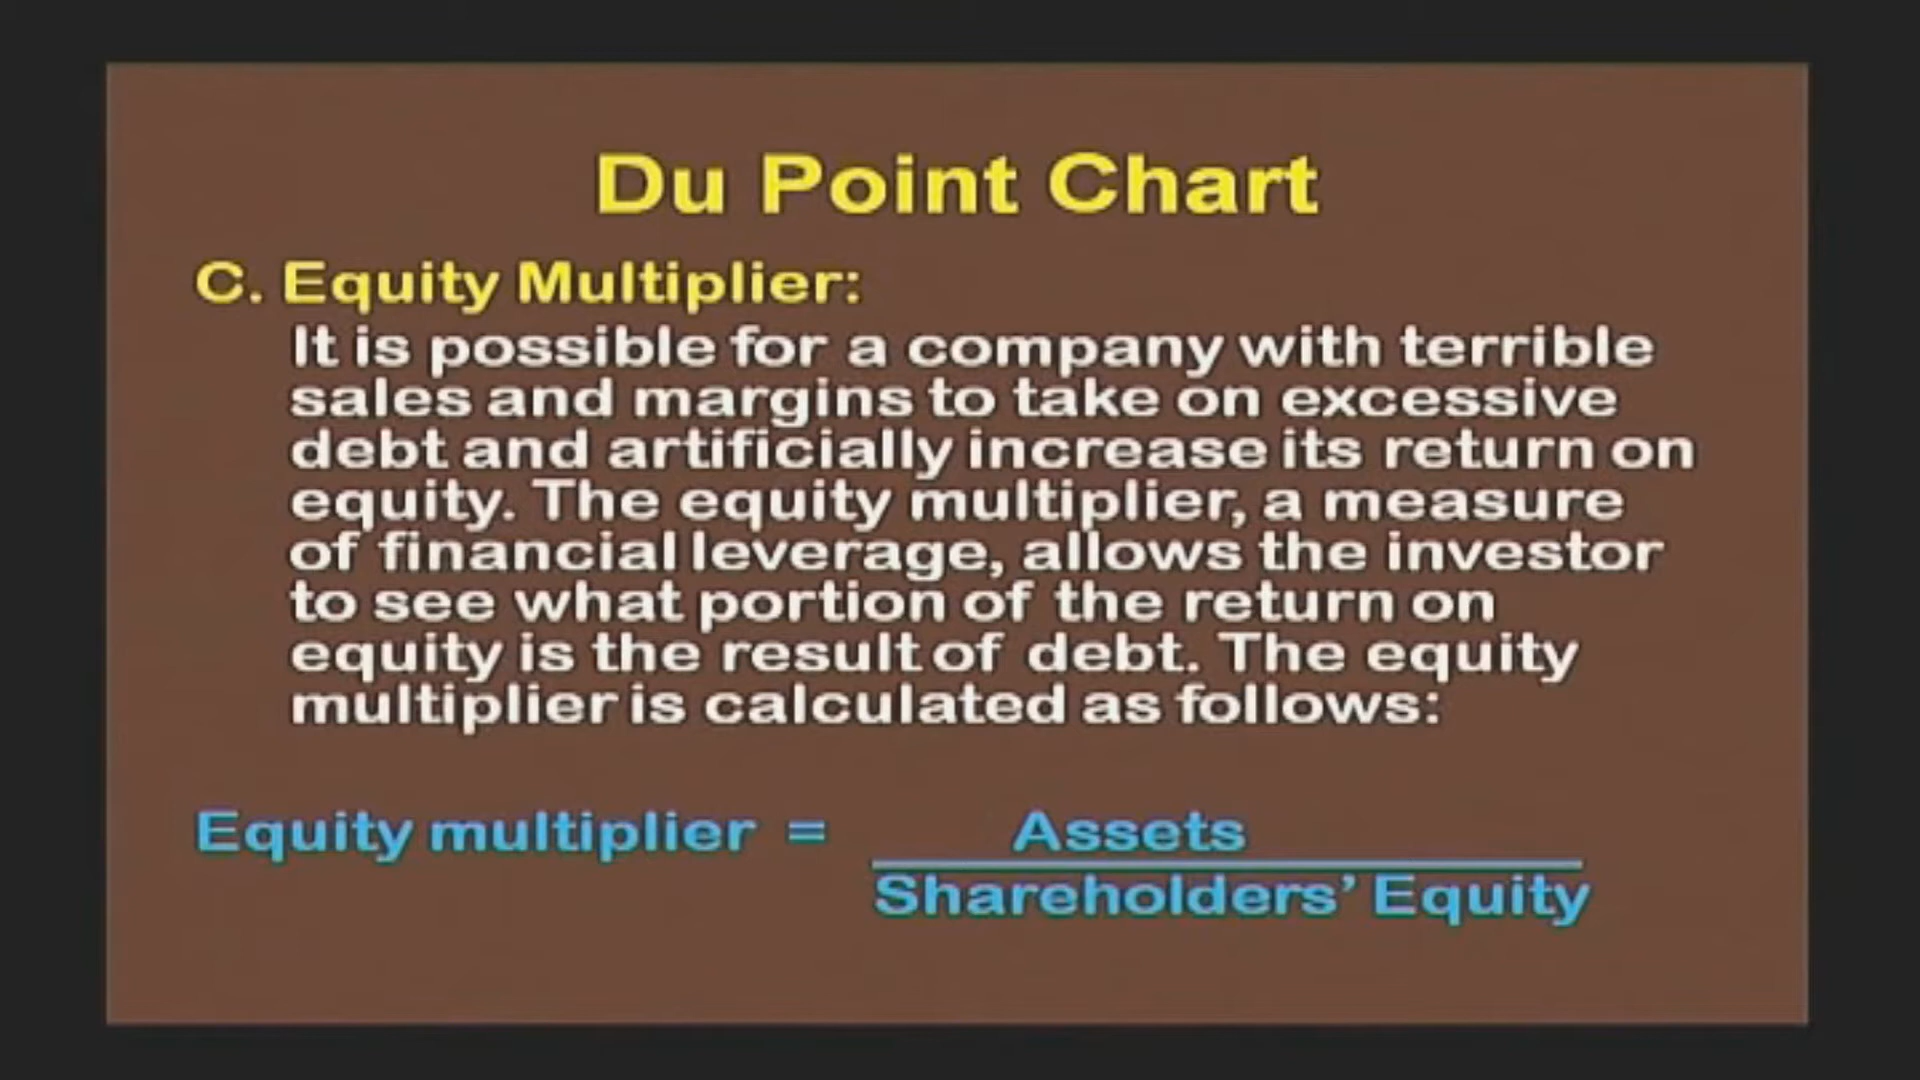 Du Point Chart
C. Equity Multiplier:
It is possible for a company with terrible
sales and margins to take on excessive
debt and artificially increase its return on
equity. The equity multiplier, a measure
of financial leverage, allows the investor
to see what portion of the return on
equity is the result of debt. The equity
multiplier is calculated as follows:
Equity multiplier = Assets
Shareholders’ Equity